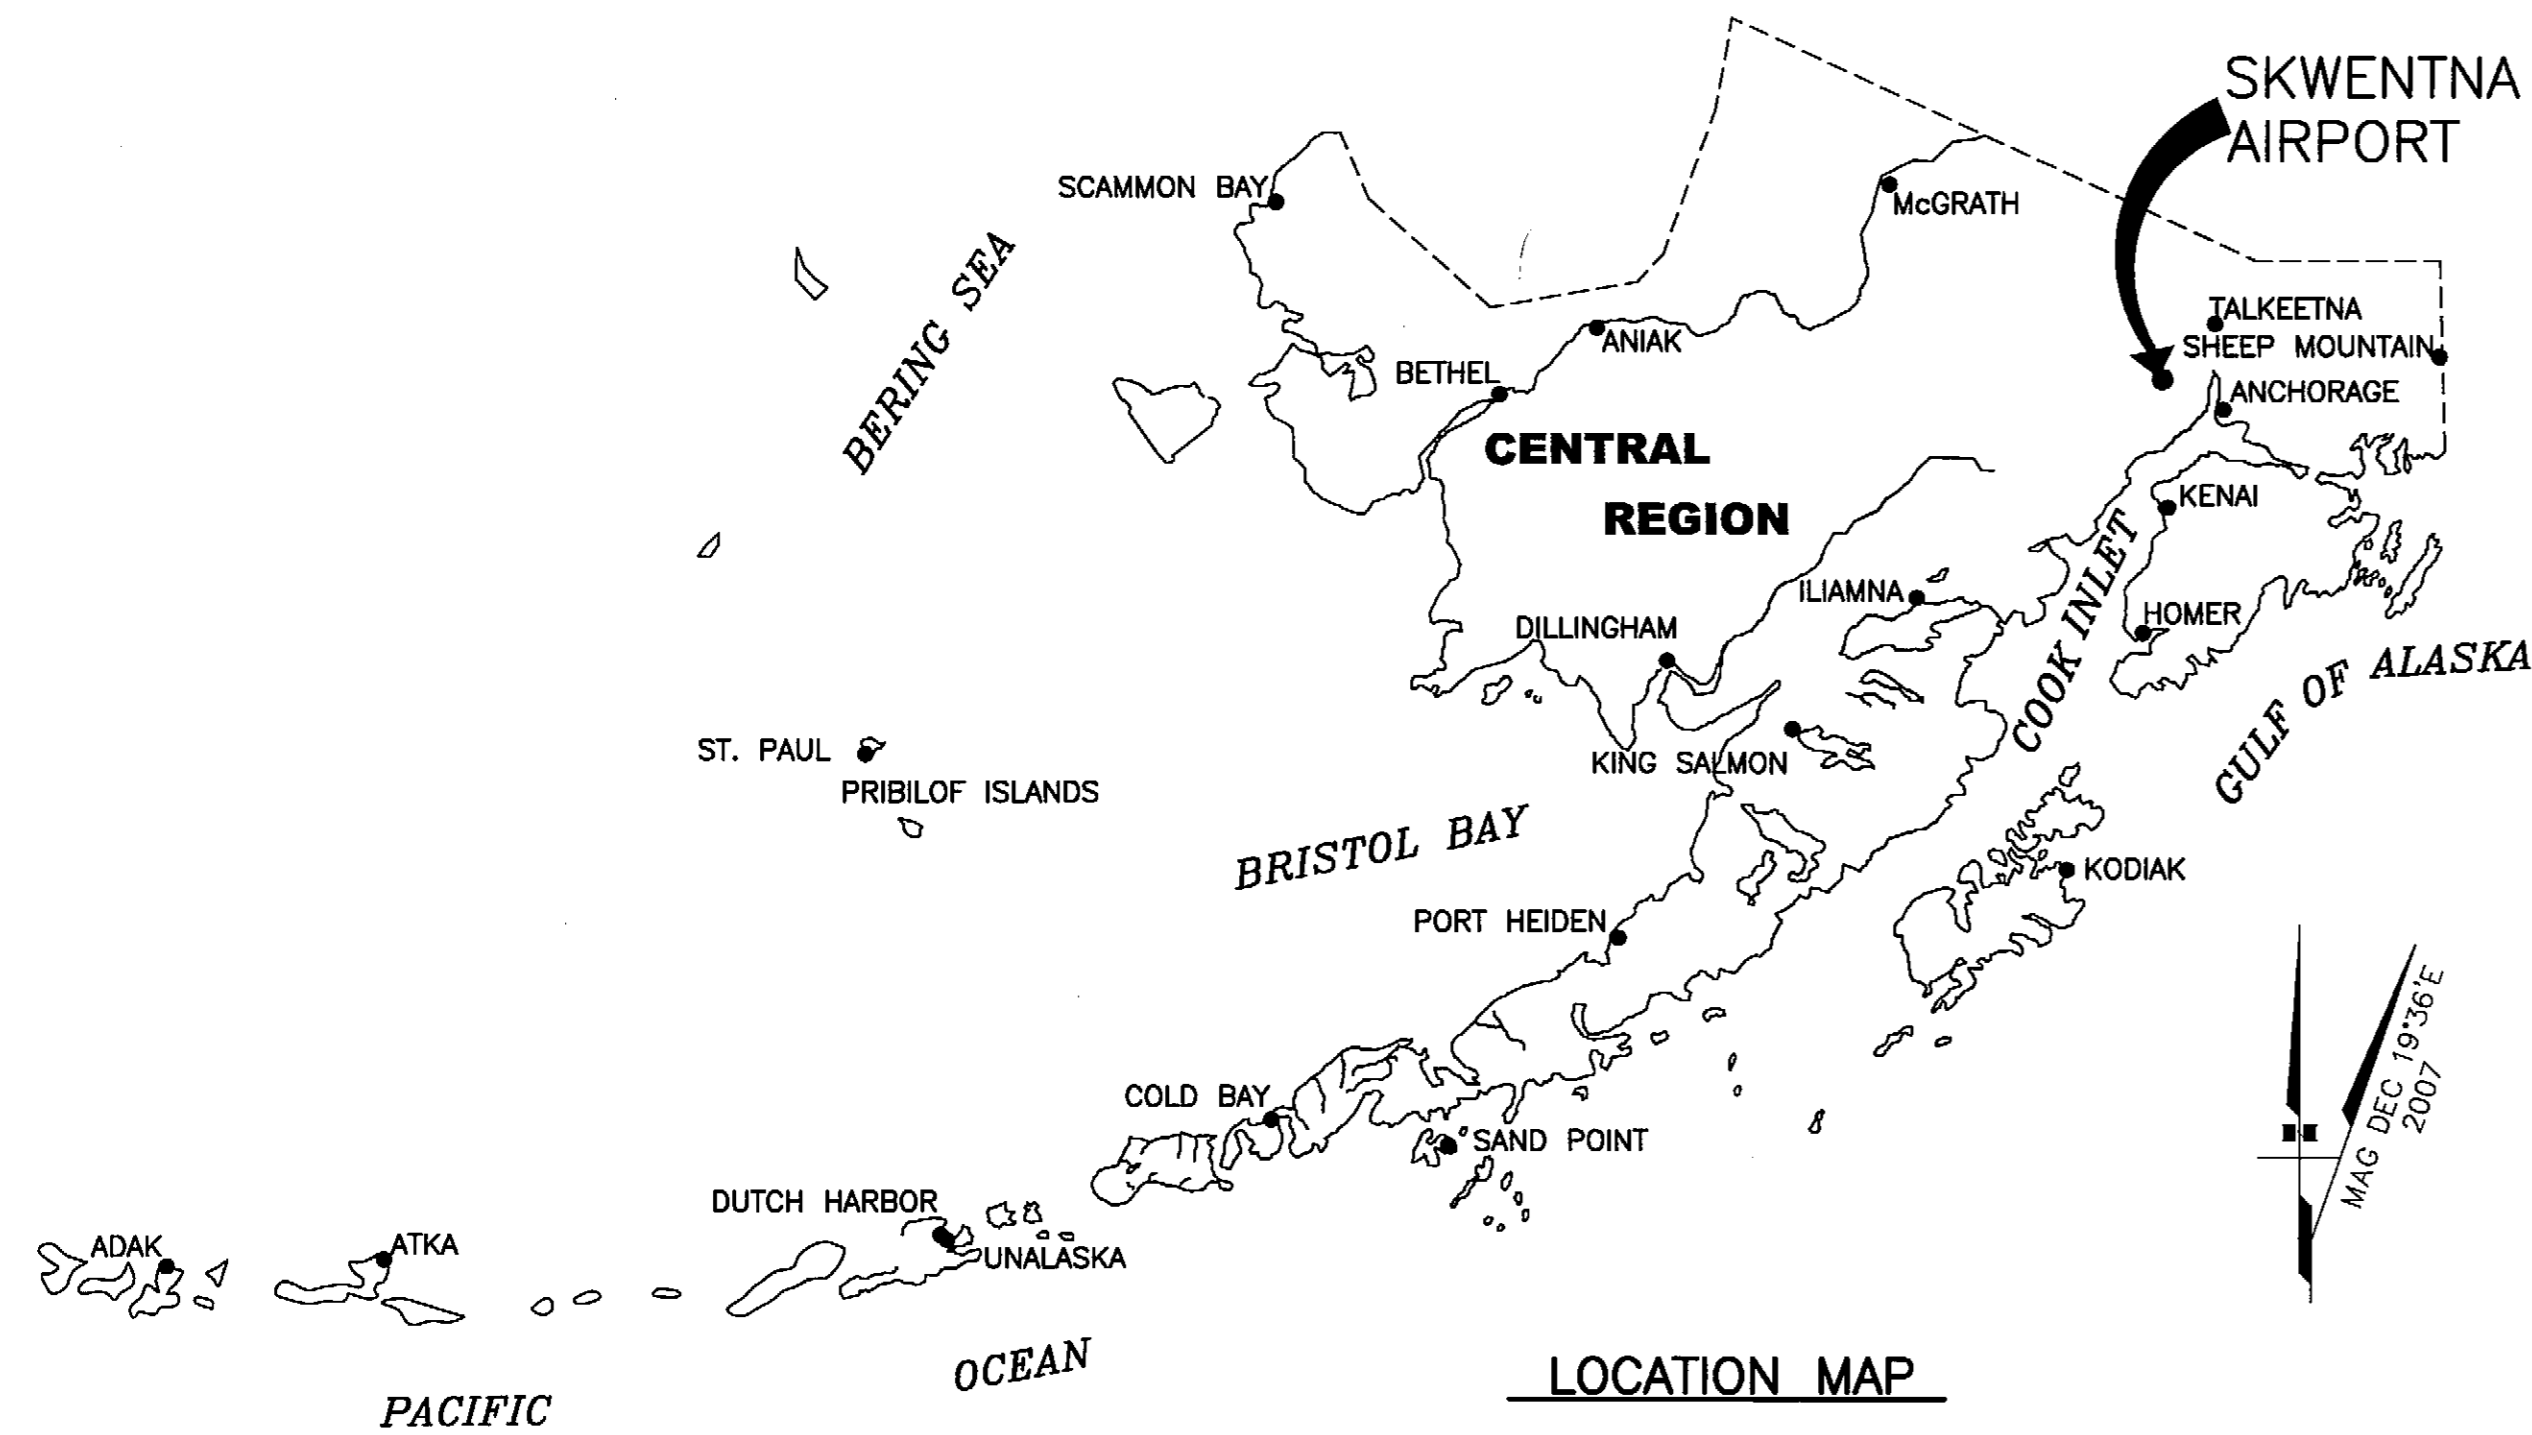 SKWENTNA
AIRPORT
SCAMMON BAY
McGRATH
BERING SEA
TALKEETNA
SHEEP MOUNTAIN
ANIAK
BETHEL
ANCHORAGE
CENTRAL
REGION
KENAI
ILIAMNA
COOK INLET
HOMER
DILLINGHAM
GULF OF ALASKA
ST. PAUL
KING SALMON
PRIBILOF ISLANDS
BRISTOL BAY
KODIAK
PORT HEIDEN
MAG DEC 19°36'E
2007
COLD BAY
SAND POINT
DUTCH HARBOR
ADAK
ATKA
UNALASKA
PACIFIC OCEAN
LOCATION MAP